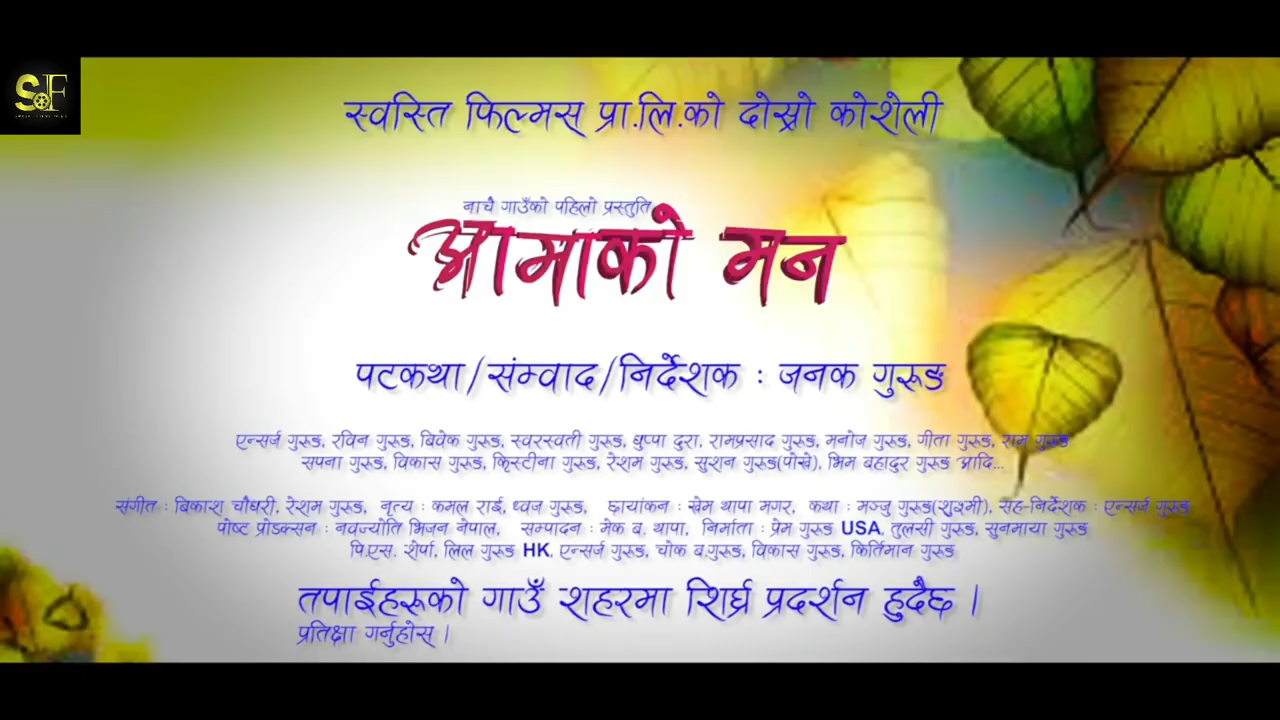 SF
स्वस्ति फिल्मस् प्रा.लि.को दोस्रो कोशेली
नाचै गाउँको पहिलो प्रस्तुति
आमाको मन
पटकथा/संम्वाद/निर्देशक : जनक गुरुङ
एन्सर्ज गुरुङ, रविन गुरुङ, बिवेक गुरुङ, स्वरस्वती गुरुङ, धुप्पा दुरा, रामप्रसाद गुरुङ, मनोज गुरुङ, गीता गुरुङ, राम गुरुङ
सपना गुरुङ, विकास गुरुङ, क्रिस्टीना गुरुङ, रेशम गुरुङ, सुशन गुरुङ(पोखे), भिम बहादुर गुरुङ आदि...
संगीत : बिकाश चौधरी, रेशम गुरुङ, नृत्य : कमल राई, ध्वज गुरुङ, छायांकन : खेम थापा मगर, कथा : मञ्जु गुरुङ(शुष्मी), सह-निर्देशक : एन्सर्ज गुरुङ
पोष्ट प्रोडक्सन : नवज्योति भिजन नेपाल, सम्पादन : मेक ब. थापा, निर्माता : प्रेम गुरुङ USA, तुलसी गुरुङ, सुनमाया गुरुङ
पि.एस. शेर्पा, लिल गुरुङ HK, एन्सर्ज गुरुङ, चोक ब.गुरुङ, विकास गुरुङ, किर्तिमान गुरुङ
तपाईहरुको गाउँ शहरमा शिर्घ्र प्रदर्शन हुदैछ ।
प्रतिक्षा गर्नुहोस् ।